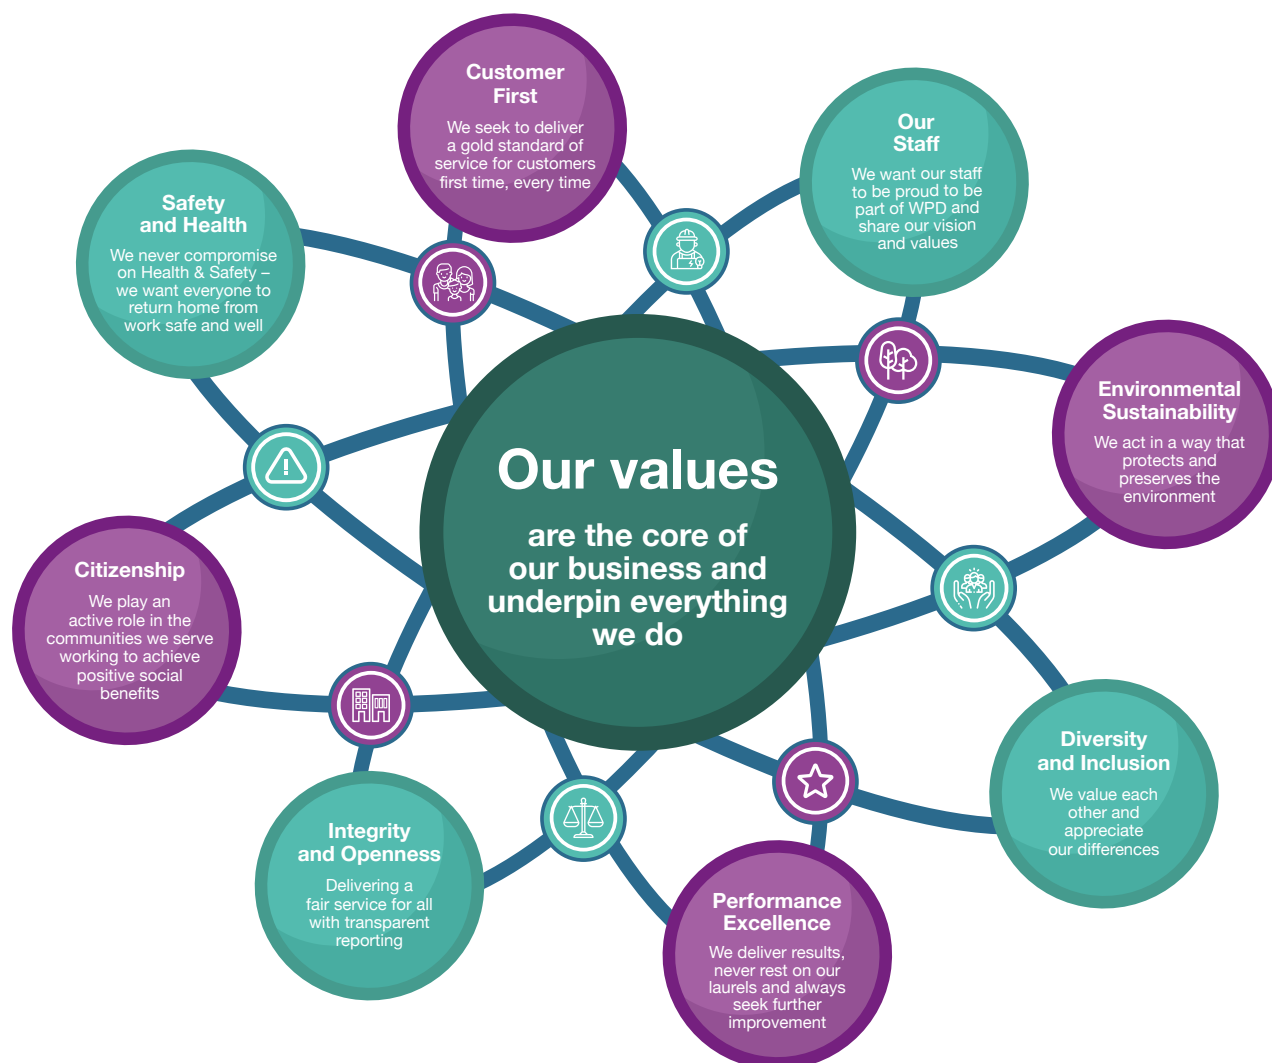 Customer
First
We seek to deliver
a gold standard of
service for customers
first time, every time
Our
Staff
We want our staff
to be proud to be
part of WPD and
share our vision
and values
Safety
and Health
We never compromise
on Health & Safety –
we want everyone to
return home from
work safe and well
Environmental
Sustainability
We act in a way that
protects and
preserves the
environment
Our values
are the core of
our business and
underpin everything
we do
Citizenship
We play an
active role in the
communities we serve
working to achieve
positive social
benefits
Diversity
and Inclusion
We value each
other and
appreciate
our differences
Integrity
and Openness
Delivering a
fair service for all
with transparent
reporting
Performance
Excellence
We deliver results,
never rest on our
laurels and always
seek further
improvement